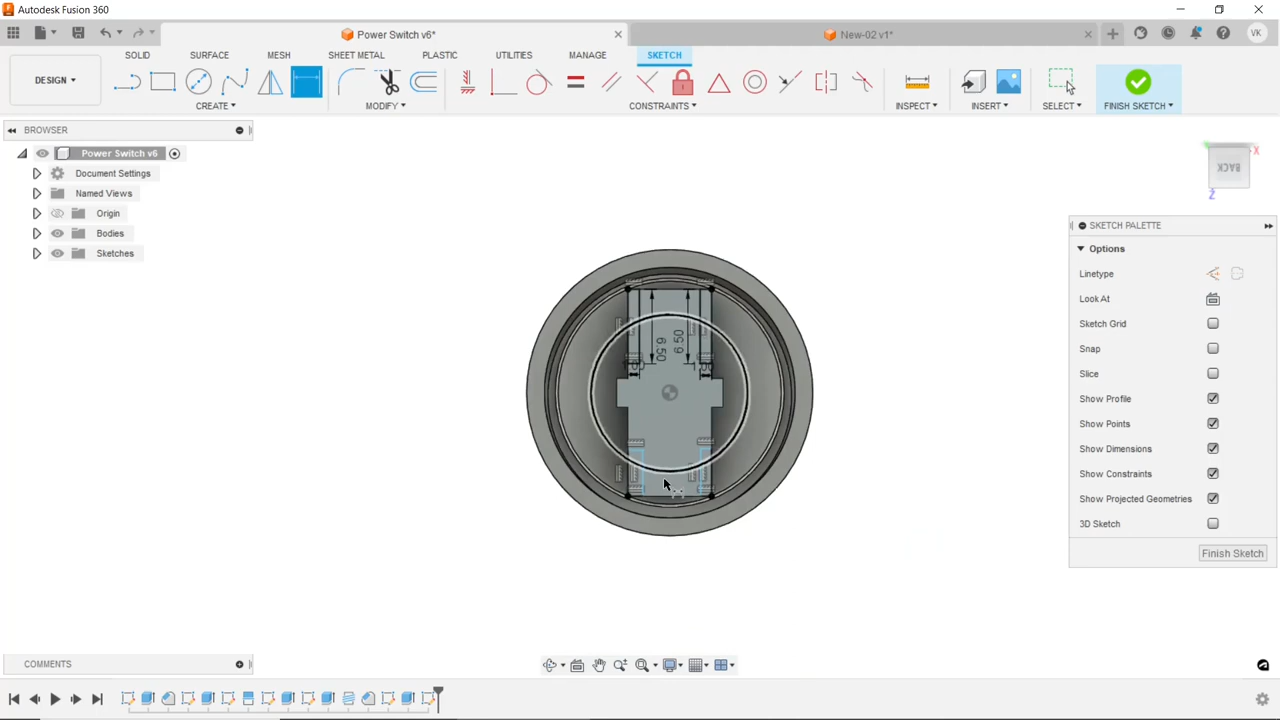 Autodesk Fusion 360
Power Switch v6*
New-02 v1*
VK
DESIGN
SOLID SURFACE MESH SHEET METAL PLASTIC UTILITIES MANAGE SKETCH
CREATE MODIFY CONSTRAINTS INSPECT INSERT SELECT FINISH SKETCH
BROWSER
Power Switch v6
Document Settings
Named Views
Origin
Bodies
Sketches
X
BACK
Z
SKETCH PALETTE
Options
Linetype
Look At
Sketch Grid
Snap
Slice
Show Profile
Show Points
Show Dimensions
Show Constraints
Show Projected Geometries
3D Sketch
Finish Sketch
6.50
6.50
COMMENTS